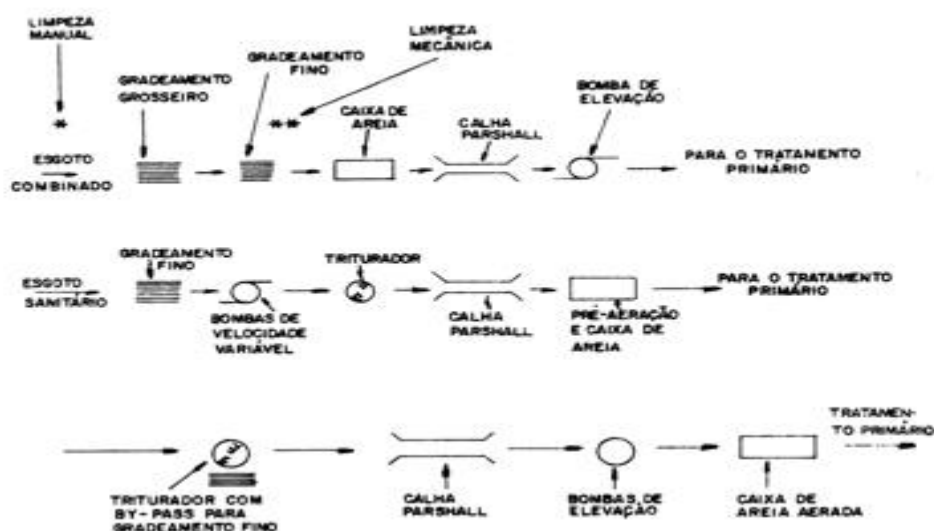 LIMPEZA
MANUAL
GRADEAMENTO
GROSSEIRO
GRADEAMENTO
FINO
LIMPEZA
MECÂNICA
CAIXA DE
AREIA
CALHA
PARSHALL
BOMBA DE
ELEVAÇÃO
*
**
ESGOTO
COMBINADO
PARA O TRATAMENTO
PRIMÁRIO
GRADEAMENTO
FINO
TRITURADOR
ESGOTO
SANITÁRIO
BOMBAS DE
VELOCIDADE
VARIÁVEL
CALHA
PARSHALL
PRÉ-AERAÇÃO
E CAIXA DE
AREIA
PARA O TRATAMENTO
PRIMÁRIO
TRITURADOR COM
BY-PASS PARA
GRADEAMENTO FINO
CALHA
PARSHALL
BOMBAS DE
ELEVAÇÃO
CAIXA DE
AREIA AERADA
TRATAMEN-
TO PRIMÁRIO